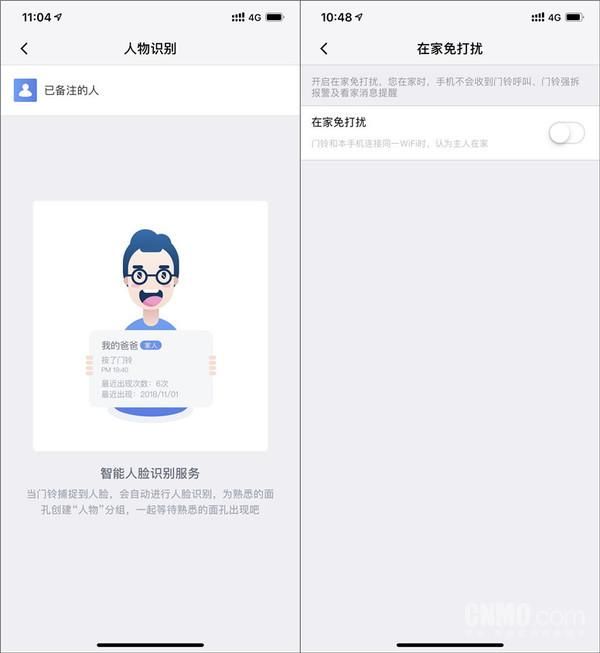 11:04
4G
人物识别
已备注的人
我的爸爸 家人
按了门铃
PM 19:40
最近出现次数：6次
最近出现：2018/11/01
智能人脸识别服务
当门铃捕捉到人脸，会自动进行人脸识别，为熟悉的面
孔创建“人物”分组，一起等待熟悉的面孔出现吧
10:48
4G
在家免打扰
开启在家免打扰，您在家时，手机不会收到门铃呼叫、门铃强拆
报警及看家消息提醒
在家免打扰
门铃和本手机连接同一WiFi时，认为主人在家
CNMO.com